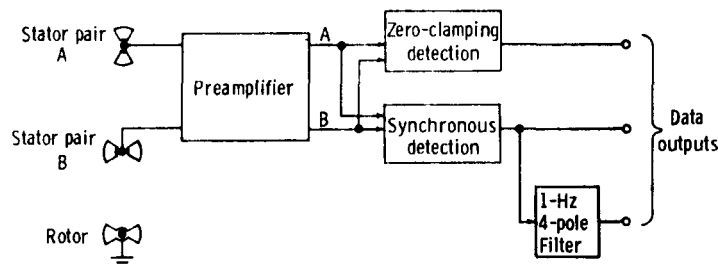 Stator pair
A
Preamplifier
A
B
Zero-clamping
detection
Synchronous
detection
Stator pair
B
Rotor
1-Hz
4-pole
Filter
Data
outputs